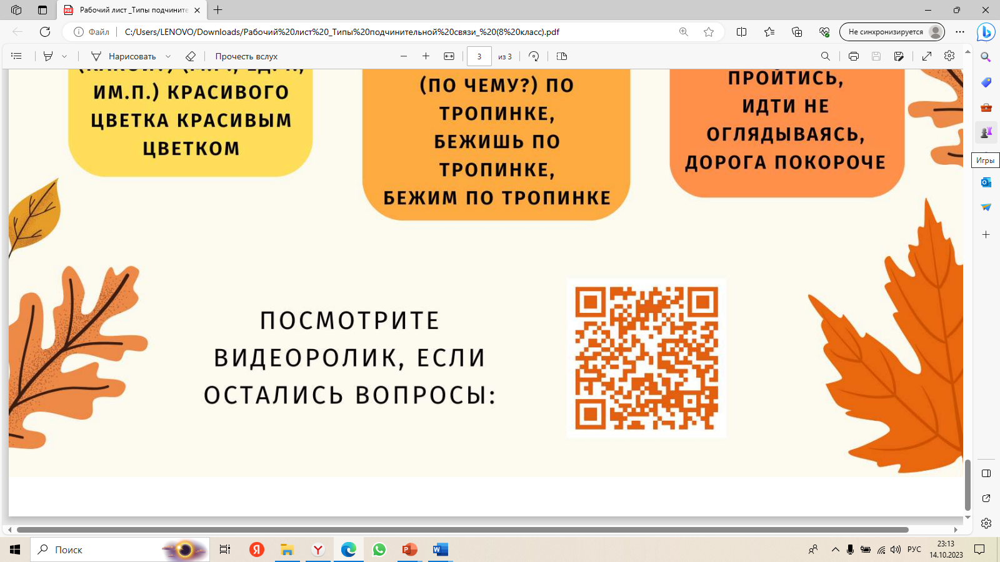 Рабочий лист _Типы подчините
Файл
C:/Users/LENOVO/Downloads/Рабочий%20лист%20_Типы%20подчинительной%20связи_%20(8%20класс).pdf
Не синхронизируется
Нарисовать
Прочесть вслух
3
из 3
ИМ.П.) КРАСИВОГО
ЦВЕТКА КРАСИВЫМ
ЦВЕТКОМ
(ПО ЧЕМУ?) ПО
ТРОПИНКЕ,
БЕЖИШЬ ПО
ТРОПИНКЕ,
БЕЖИМ ПО ТРОПИНКЕ
ПРОЙТИСЬ,
ИДТИ НЕ
ОГЛЯДЫВАЯСЬ,
ДОРОГА ПОКОРОЧЕ
Игры
ПОСМОТРИТЕ
ВИДЕОРОЛИК, ЕСЛИ
ОСТАЛИСЬ ВОПРОСЫ:
Поиск
РУС
23:13
14.10.2023